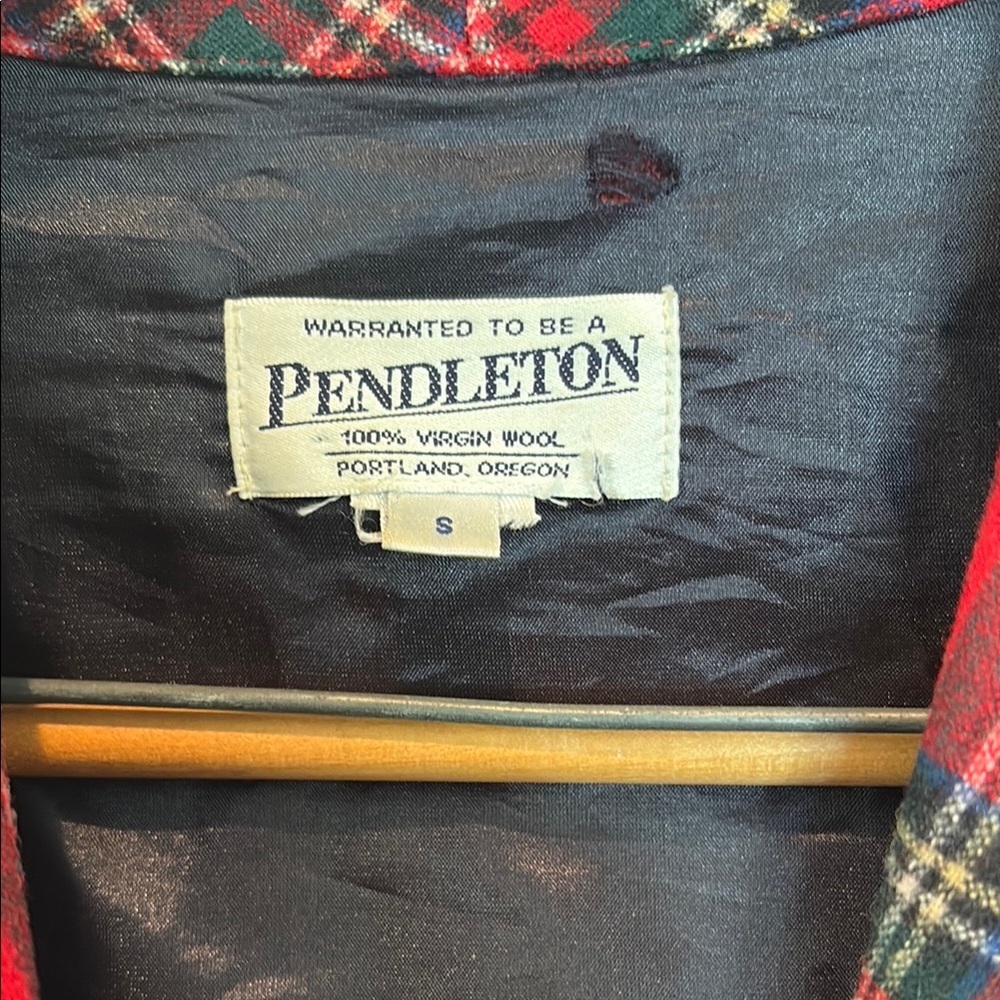 WARRANTED TO BE A
PENDLETON
100% VIRGIN WOOL
PORTLAND, OREGON
S